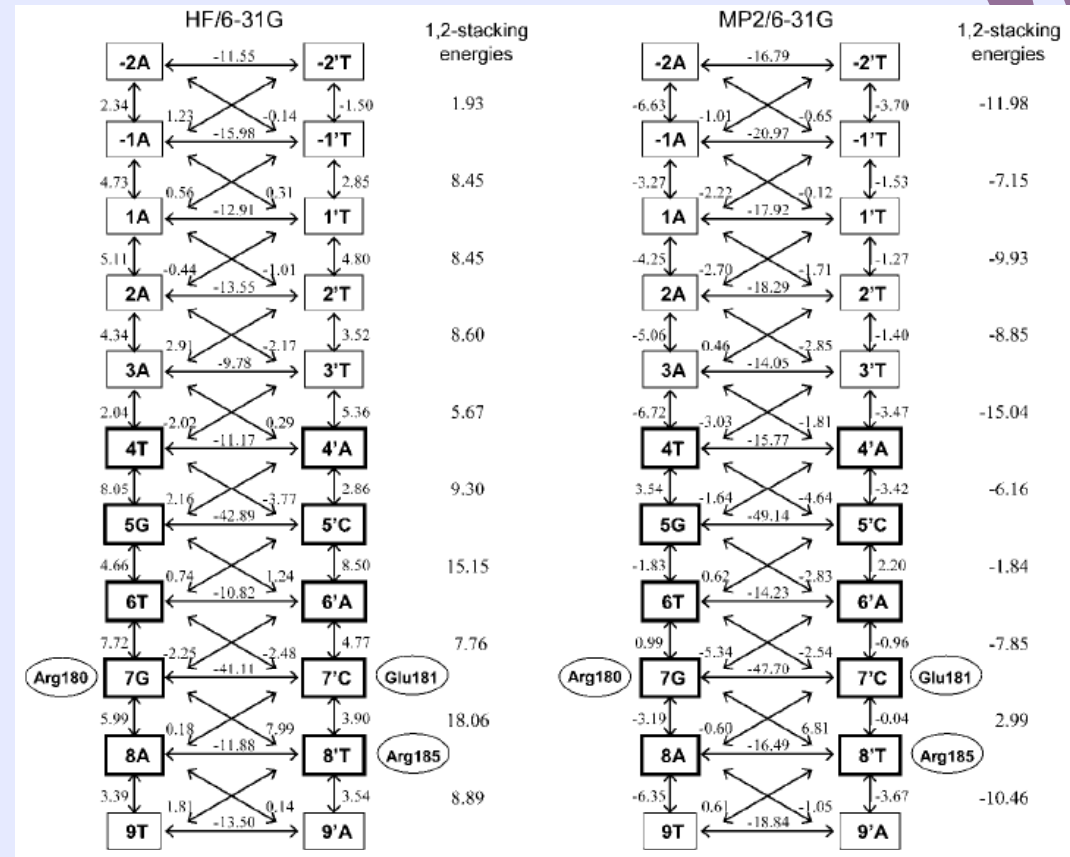 HF/6-31G
1,2-stacking
energies
-2A -11.55 -2'T
2.34 1.23 -0.14 -1.50 1.93
-1A -15.98 -1'T
4.73 0.56 0.31 2.85 8.45
1A -12.91 1'T
5.11 -0.44 -1.01 4.80 8.45
2A -13.55 2'T
4.34 2.91 -2.17 3.52 8.60
3A -9.78 3'T
2.04 -2.02 0.29 5.36 5.67
4T -11.17 4'A
8.05 2.16 -3.77 2.86 9.30
5G -42.89 5'C
4.66 0.74 1.24 8.50 15.15
6T -10.82 6'A
7.72 -2.25 -2.48 4.77 7.76
Arg180 7G -41.11 7'C Glu181
5.99 0.18 7.99 3.90 18.06
8A -11.88 8'T Arg185
3.39 1.81 0.14 3.54 8.89
9T -13.50 9'A
MP2/6-31G
1,2-stacking
energies
-2A -16.79 -2'T
-6.63 -1.01 -0.65 -3.70 -11.98
-1A -20.97 -1'T
-3.27 -2.22 -0.12 -1.53 -7.15
1A -17.92 1'T
-4.25 -2.70 -1.71 -1.27 -9.93
2A -18.29 2'T
-5.06 0.46 -2.85 -1.40 -8.85
3A -14.05 3'T
-6.72 -3.03 -1.81 -3.47 -15.04
4T -15.77 4'A
3.54 -1.64 -4.64 -3.42 -6.16
5G -49.14 5'C
-1.83 0.62 -2.83 2.20 -1.84
6T -14.23 6'A
0.99 -5.34 -2.54 -0.96 -7.85
Arg180 7G -47.70 7'C Glu181
-3.19 -0.60 6.81 -0.04 2.99
8A -16.49 8'T Arg185
-6.35 0.61 -1.05 -3.67 -10.46
9T -18.84 9'A